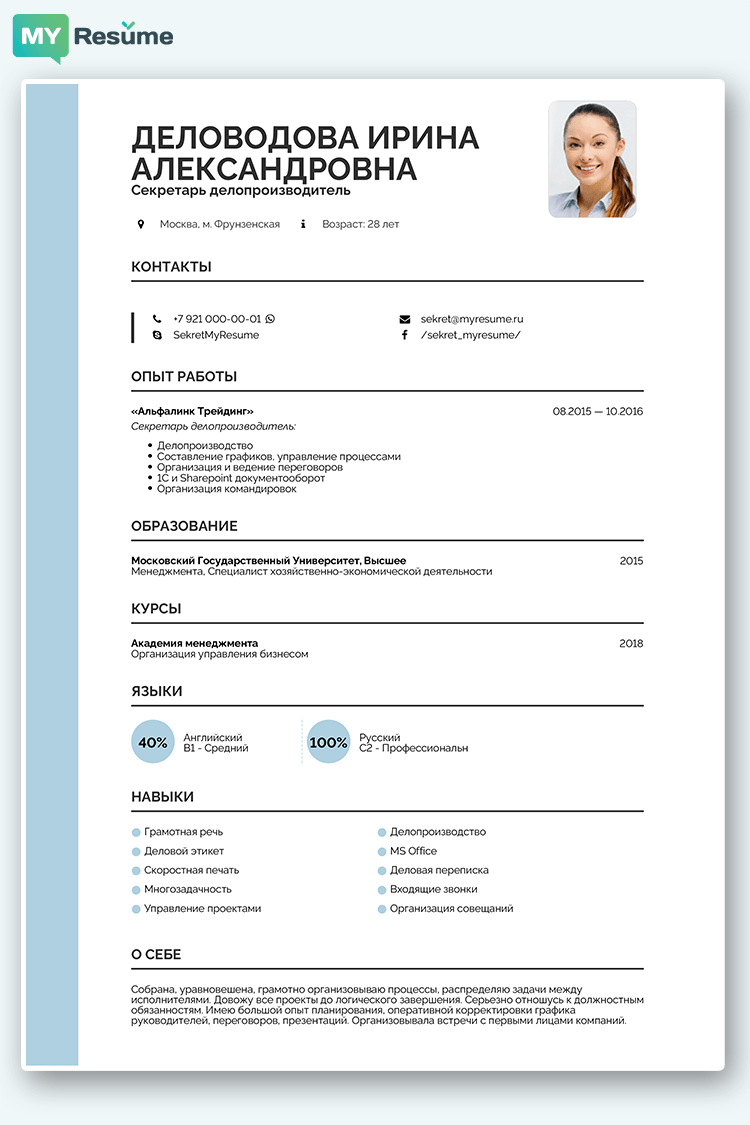 MY Resume
ДЕЛОВОДОВА ИРИНА
АЛЕКСАНДРОВНА
Секретарь делопроизводитель
Москва, м. Фрунзенская Возраст: 28 лет
КОНТАКТЫ
+7 921 000-00-01 sekret@myresume.ru
SekretMyResume /sekret_myresume/
ОПЫТ РАБОТЫ
«Альфалинк Трейдинг» 08.2015 — 10.2016
Секретарь делопроизводитель:
• Делопроизводство
• Составление графиков, управление процессами
• Организация и ведение переговоров
• 1С и Sharepoint документооборот
• Организация командировок
ОБРАЗОВАНИЕ
Московский Государственный Университет, Высшее 2015
Менеджмента, Специалист хозяйственно-экономической деятельности
КУРСЫ
Академия менеджмента 2018
Организация управления бизнесом
ЯЗЫКИ
40% Английский
B1 - Средний
100% Русский
C2 - Профессиональн
НАВЫКИ
Грамотная речь Делопроизводство
Деловой этикет MS Office
Скоростная печать Деловая переписка
Многозадачность Входящие звонки
Управление проектами Организация совещаний
О СЕБЕ
Собрана, уравновешена, грамотно организовываю процессы, распределяю задачи между
исполнителями. Довожу все проекты до логического завершения. Серьезно отношусь к должностным
обязанностям. Имею большой опыт планирования, оперативной корректировки графика
руководителей, переговоров, презентаций. Организовывала встречи с первыми лицами компаний.